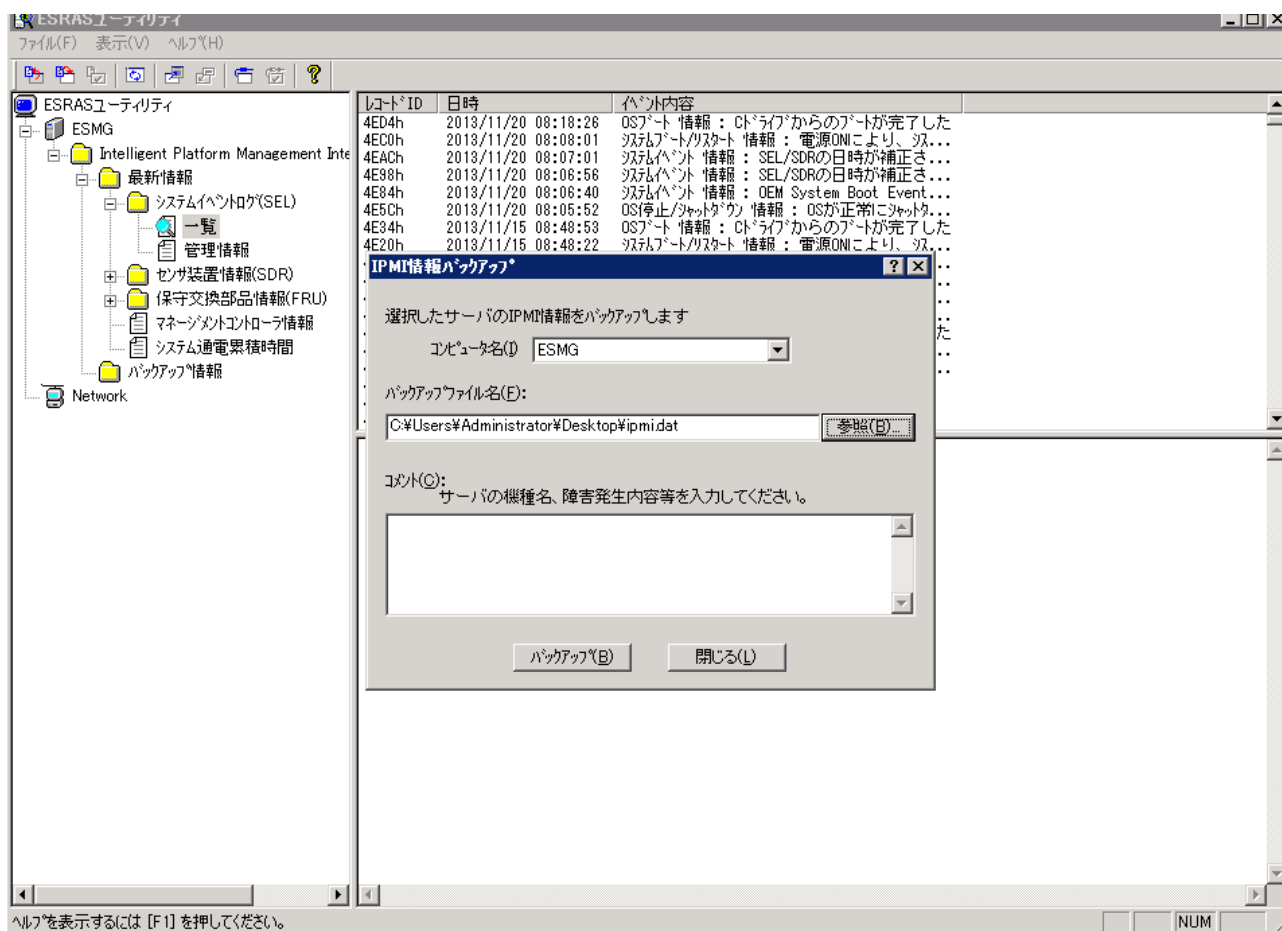 ESRASユーティリティ
ファイル(F) 表示(V) ヘルプ(H)
ESRASユーティリティ
ESMG
Intelligent Platform Management Inte
最新情報
システムイベントログ(SEL)
一覧
管理情報
センサ装置情報(SDR)
保守交換部品情報(FRU)
マネージメントコントローラ情報
システム通電累積時間
バックアップ情報
Network
レコードID 日時 イベント内容
4ED4h 2013/11/20 08:18:26 OSブート 情報 : Cドライブからのブートが完了した
4EC0h 2013/11/20 08:08:01 システムブート/リスタート 情報 : 電源ONにより、シス...
4EACh 2013/11/20 08:07:01 システムイベント 情報 : SEL/SDRの日時が補正さ...
4E98h 2013/11/20 08:06:56 システムイベント 情報 : SEL/SDRの日時が補正さ...
4E84h 2013/11/20 08:06:40 システムイベント 情報 : OEM System Boot Event...
4E5Ch 2013/11/20 08:05:52 OS停止/シャットダウン 情報 : OSが正常にシャットダ...
4E34h 2013/11/15 08:48:53 OSブート 情報 : Cドライブからのブートが完了した
4E20h 2013/11/15 08:48:22 システムブート/リスタート 情報 : 電源ONにより、シス...
た
IPMI情報バックアップ
選択したサーバのIPMI情報をバックアップします
コンピュータ名(I) ESMG
バックアップファイル名(F):
C:¥Users¥Administrator¥Desktop¥ipmi.dat 参照(B)...
コメント(C):
サーバの機種名、障害発生内容等を入力してください。
バックアップ(B) 閉じる(L)
ヘルプを表示するには [F1] を押してください。 NUM